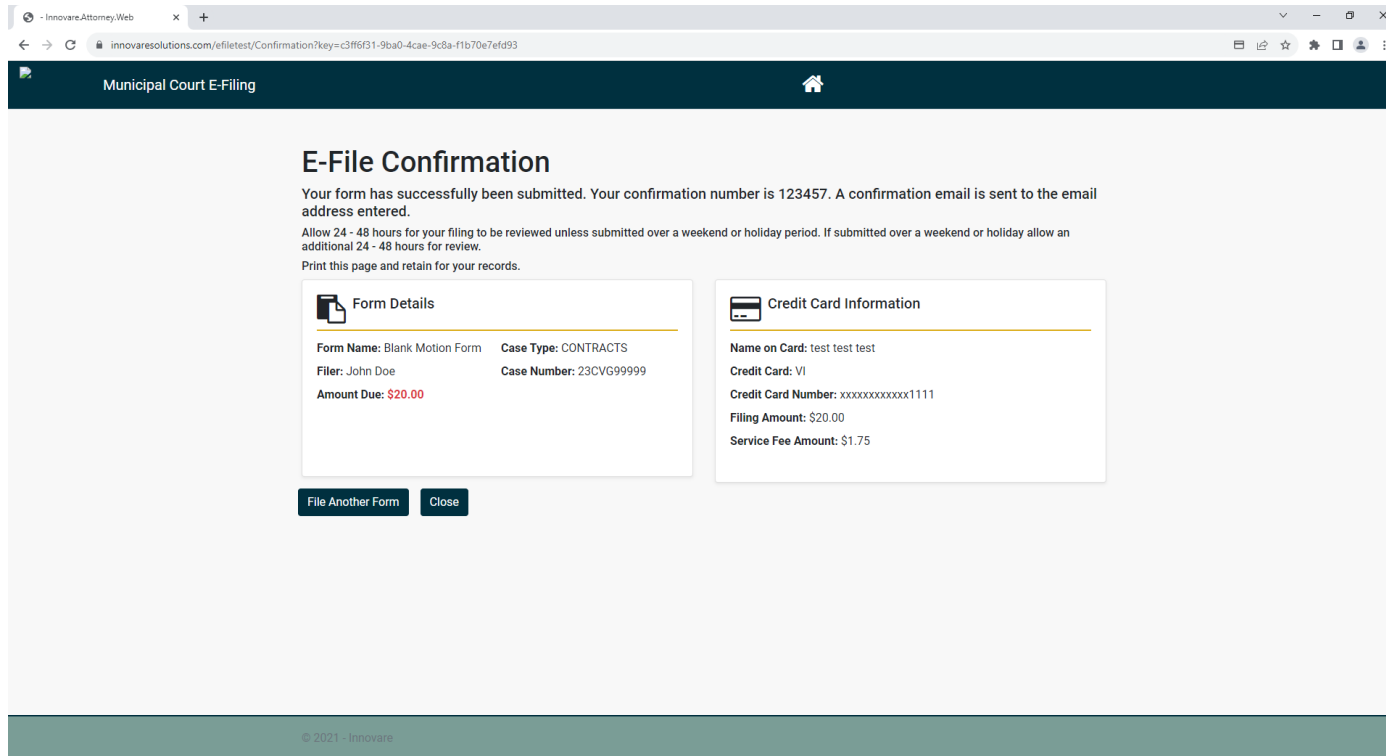 - Innovare.Attorney.Web
innovaresolutions.com/efiletest/Confirmation?key=c3ff6f31-9ba0-4cae-9c8a-f1b70e7efd93
Municipal Court E-Filing
E-File Confirmation
Your form has successfully been submitted. Your confirmation number is 123457. A confirmation email is sent to the email
address entered.
Allow 24 - 48 hours for your filing to be reviewed unless submitted over a weekend or holiday period. If submitted over a weekend or holiday allow an
additional 24 - 48 hours for review.
Print this page and retain for your records.
Form Details
Form Name: Blank Motion Form Case Type: CONTRACTS
Filer: John Doe Case Number: 23CVG99999
Amount Due: $20.00
Credit Card Information
Name on Card: test test test
Credit Card: VI
Credit Card Number: xxxxxxxxxxxx1111
Filing Amount: $20.00
Service Fee Amount: $1.75
File Another Form Close
© 2021 - Innovare